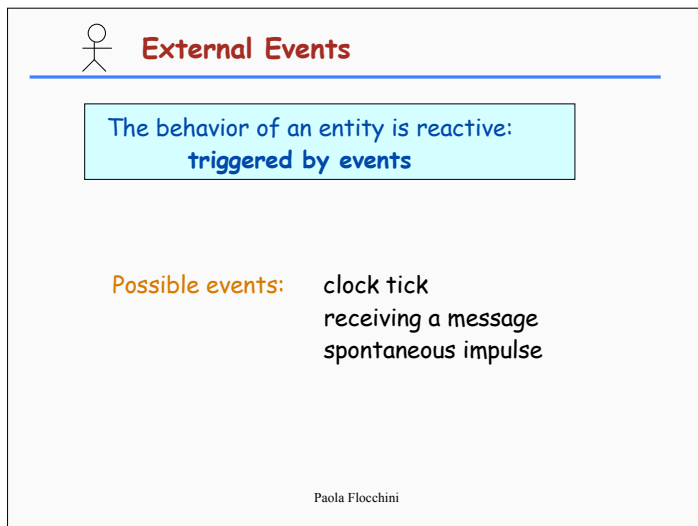 External Events
The behavior of an entity is reactive:
triggered by events
Possible events: clock tick
receiving a message
spontaneous impulse
Paola Flocchini